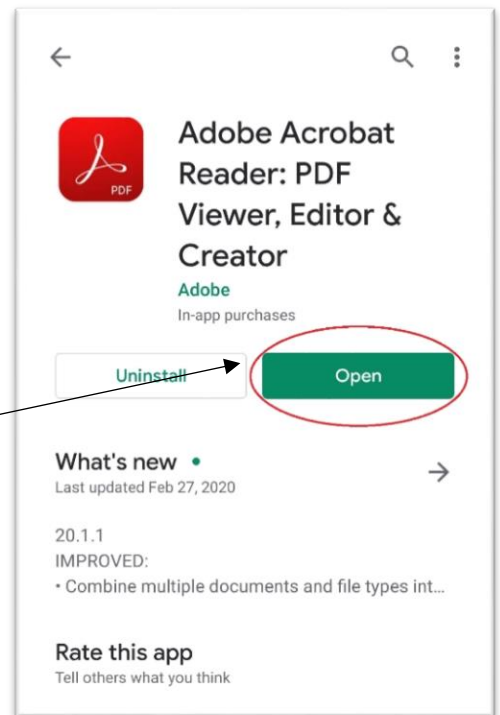 PDF
Adobe Acrobat
Reader: PDF
Viewer, Editor &
Creator
Adobe
In-app purchases
Uninstall
Open
What's new •
Last updated Feb 27, 2020
20.1.1
IMPROVED:
• Combine multiple documents and file types int...
Rate this app
Tell others what you think